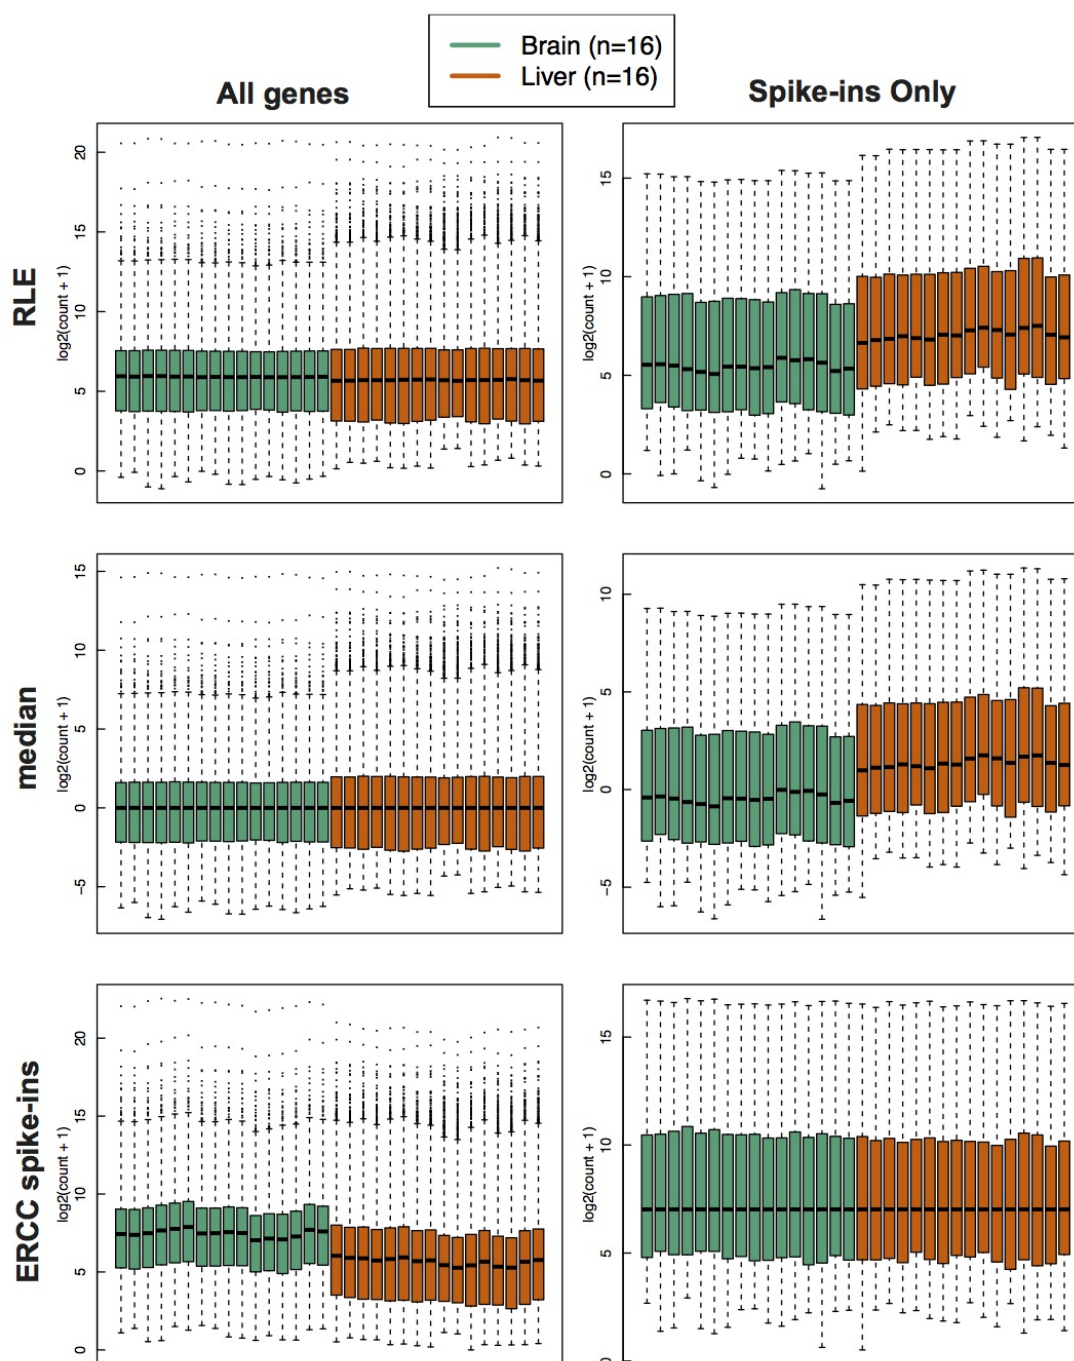 Brain (n=16)
Liver (n=16)
All genes
Spike-ins Only
RLE
log2(count + 1)
20
15
10
5
0
log2(count + 1)
15
10
5
0
median
log2(count + 1)
15
10
5
0
−5
log2(count + 1)
10
5
0
−5
ERCC spike-ins
log2(count + 1)
20
15
10
5
0
log2(count + 1)
15
10
5
0